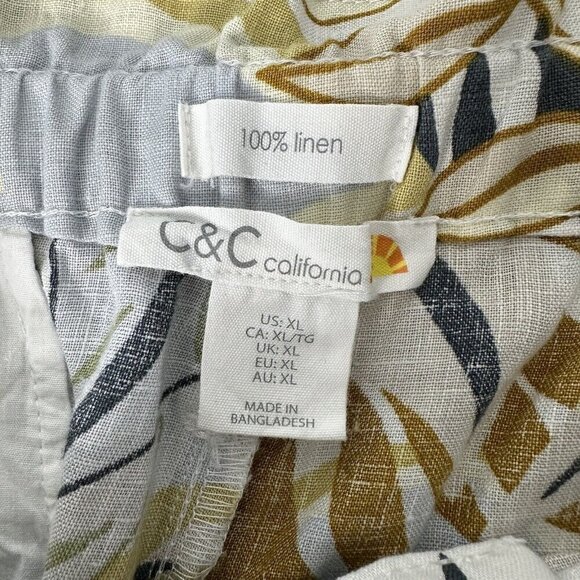 100% linen
C&C california
US: XL
CA: XL/TG
UK: XL
EU: XL
AU: XL
MADE IN
BANGLADESH